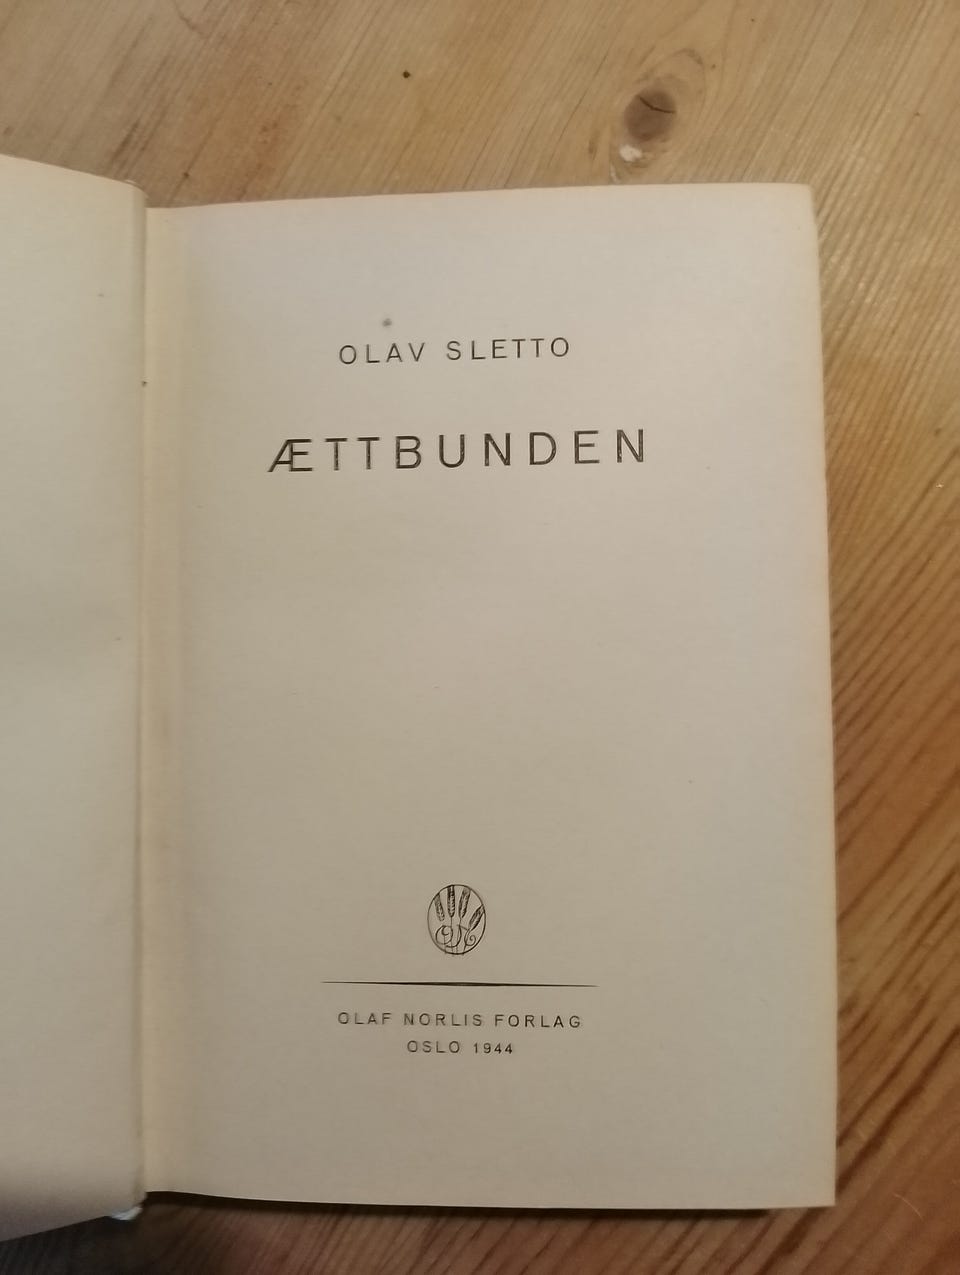 OLAV SLETTO
ÆTTBUNDEN
OLAF NORLIS FORLAG
OSLO 1944